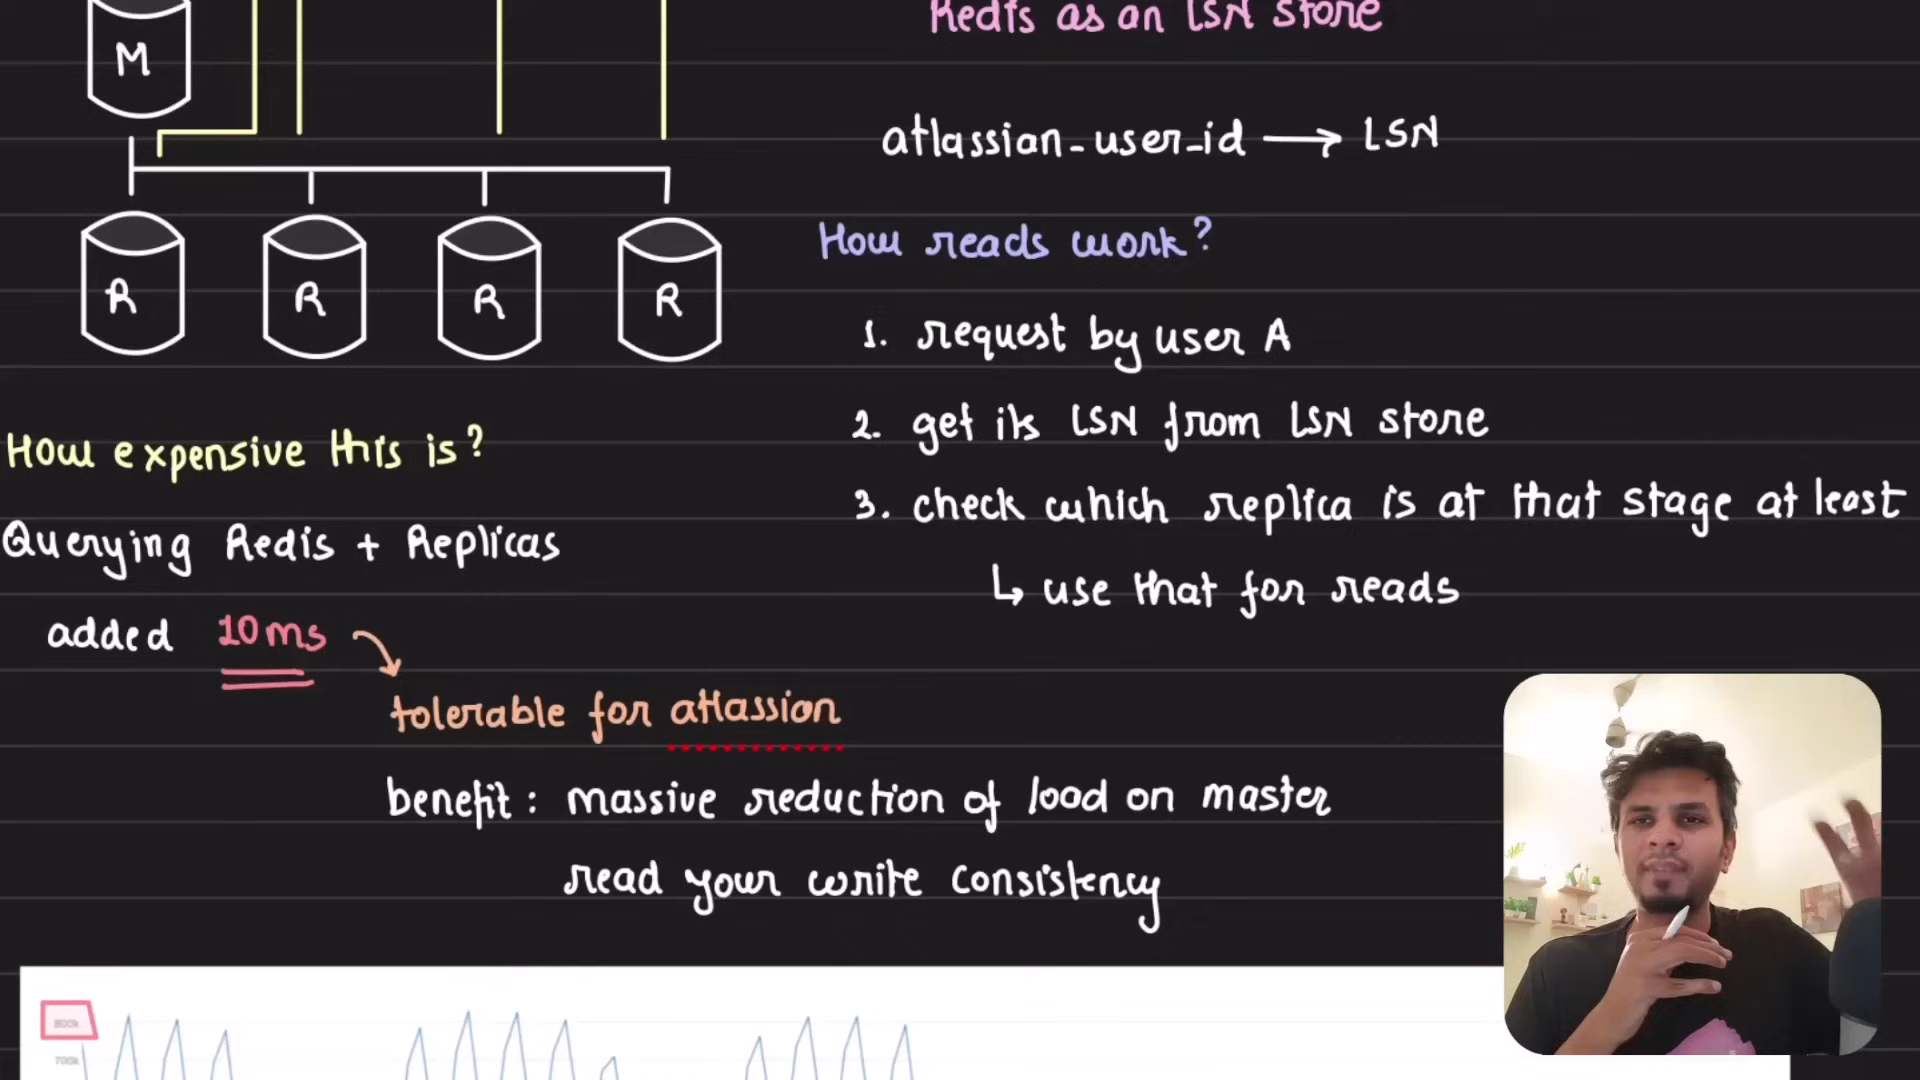 M
R
R
R
R
How expensive this is?
Querying Redis + Replicas
added 10ms
tolerable for atlassian
benefit: massive reduction of load on master
read your write consistency
Redis as an LSN store
atlassian_user_id → LSN
How reads work?
1. request by user A
2. get its LSN from LSN store
3. check which replica is at that stage at least
↳ use that for reads
800k
700k